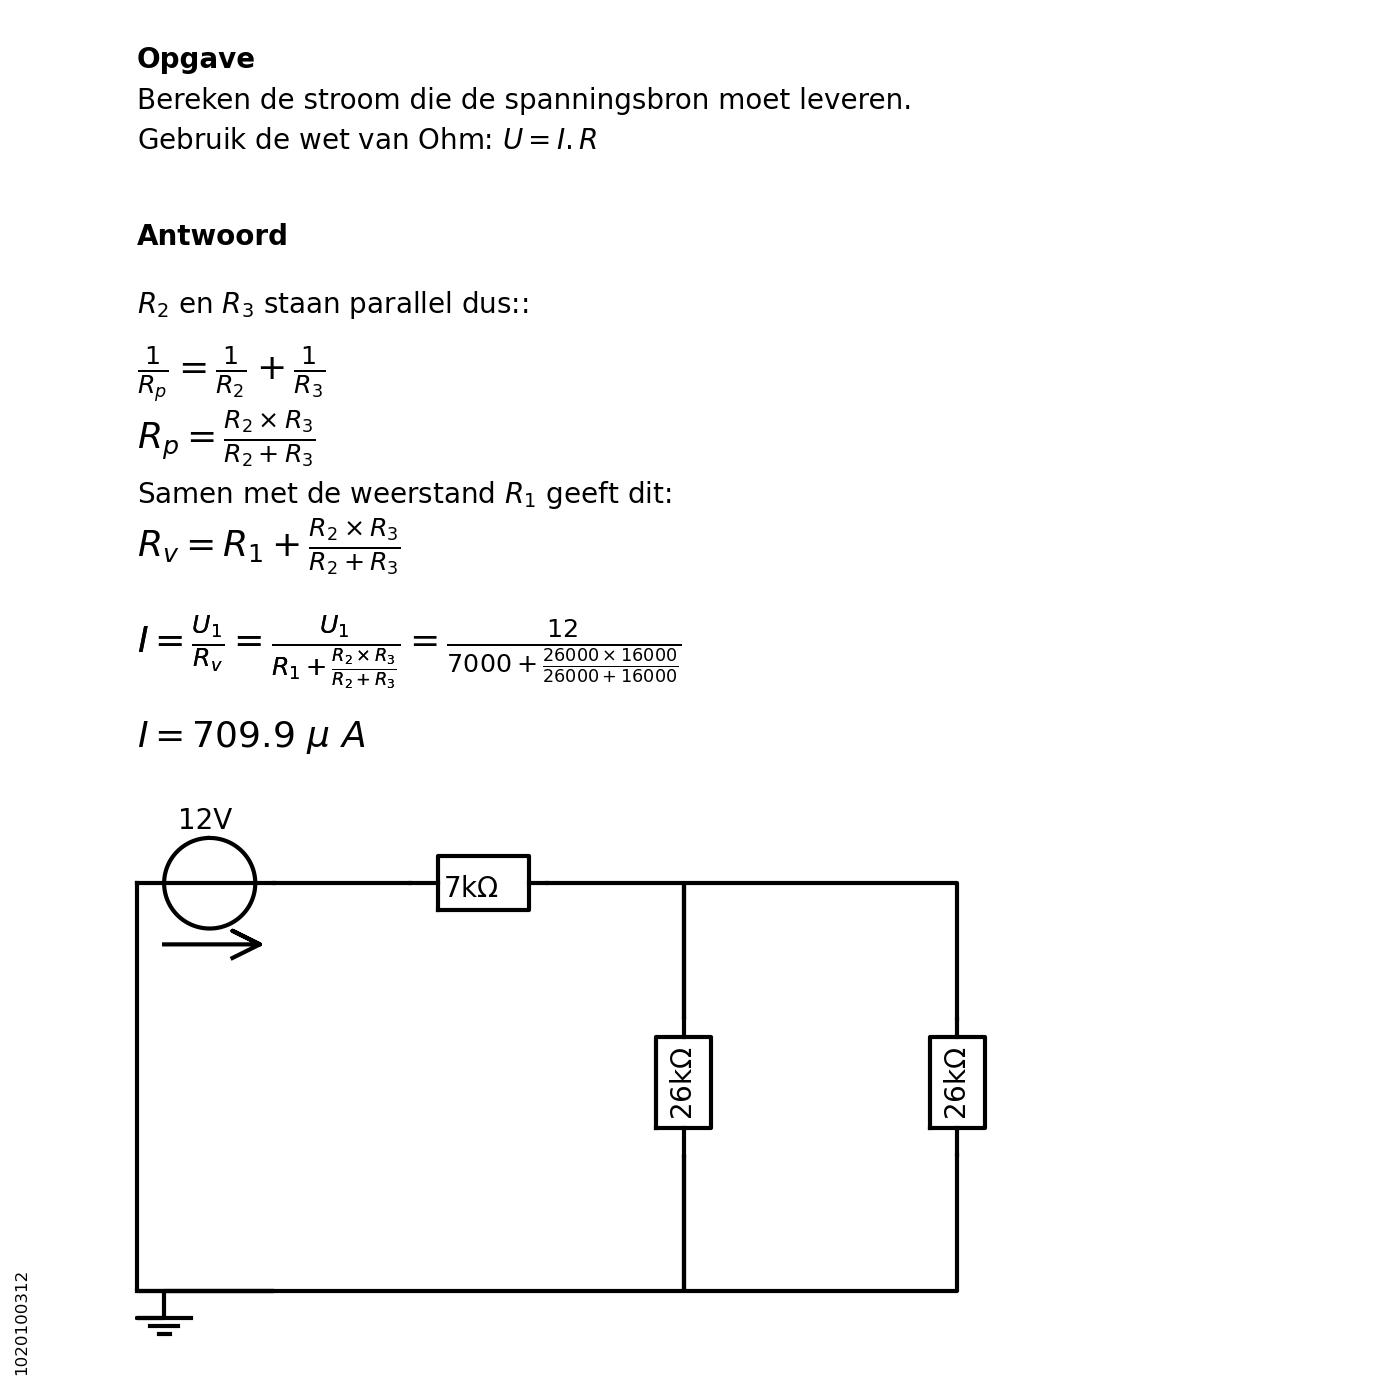 Opgave
Bereken de stroom die de spanningsbron moet leveren.
Gebruik de wet van Ohm: $U = I.R$
Antwoord
$R_2$ en $R_3$ staan parallel dus::
$\frac{1}{R_p} = \frac{1}{R_2} + \frac{1}{R_3}$
$R_p = \frac{R_2 \times R_3}{R_2 + R_3}$
Samen met de weerstand $R_1$ geeft dit:
$R_v = R_1 + \frac{R_2 \times R_3}{R_2 + R_3}$
$I = \frac{U_1}{R_v} = \frac{U_1}{R_1 + \frac{R_2 \times R_3}{R_2 + R_3}} = \frac{12}{7000 + \frac{26000 \times 16000}{26000 + 16000}}$
$I = 709.9\ \mu\ A$
12V
7kΩ
26kΩ
26kΩ
1020100312